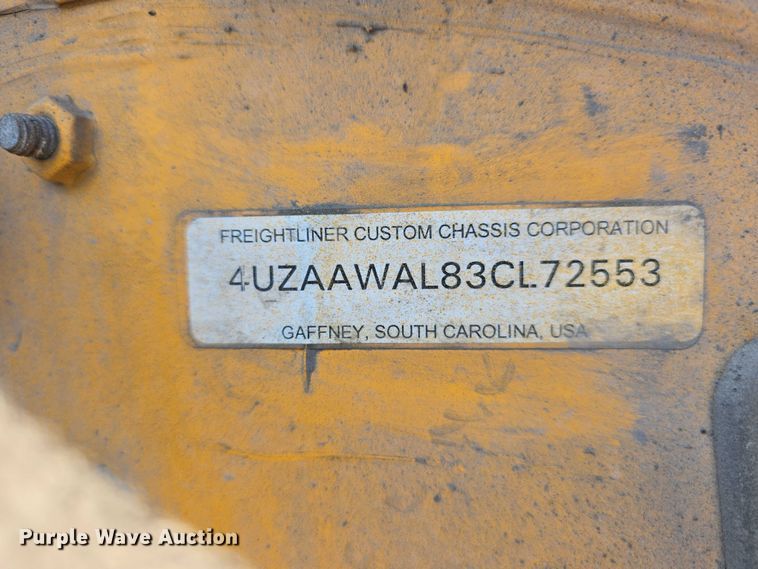 FREIGHTLINER CUSTOM CHASSIS CORPORATION
4UZAAWAL83CL72553
GAFFNEY, SOUTH CAROLINA, USA
Purple Wave Auction